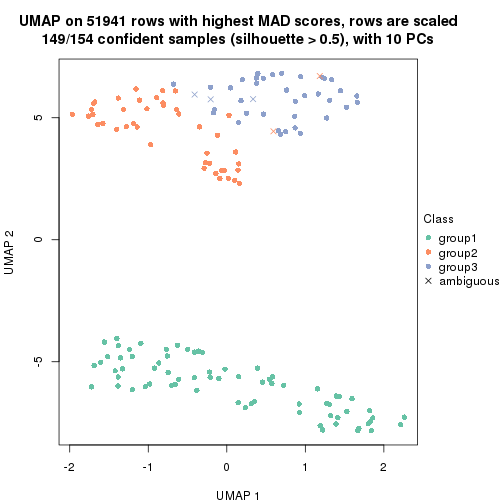 UMAP on 51941 rows with highest MAD scores, rows are scaled
149/154 confident samples (silhouette > 0.5), with 10 PCs
UMAP 2
5
0
-5
-2
-1
0
1
2
UMAP 1
Class
group1
group2
group3
ambiguous